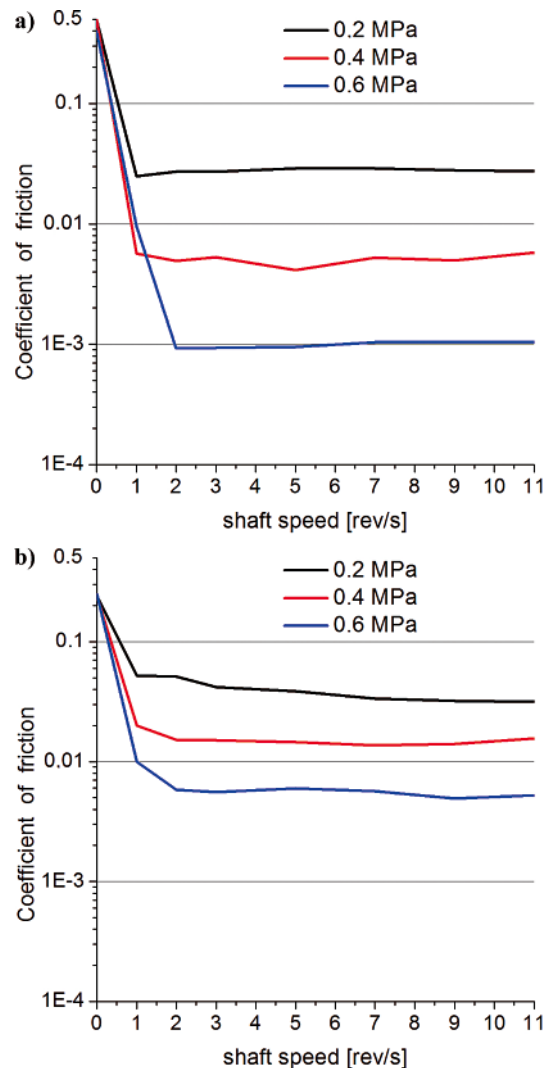 a)
0.5
0.1
0.01
1E-3
1E-4
Coefficient of friction
0.2 MPa
0.4 MPa
0.6 MPa
0 1 2 3 4 5 6 7 8 9 10 11
shaft speed [rev/s]
b)
0.5
0.1
0.01
1E-3
1E-4
Coefficient of friction
0.2 MPa
0.4 MPa
0.6 MPa
0 1 2 3 4 5 6 7 8 9 10 11
shaft speed [rev/s]